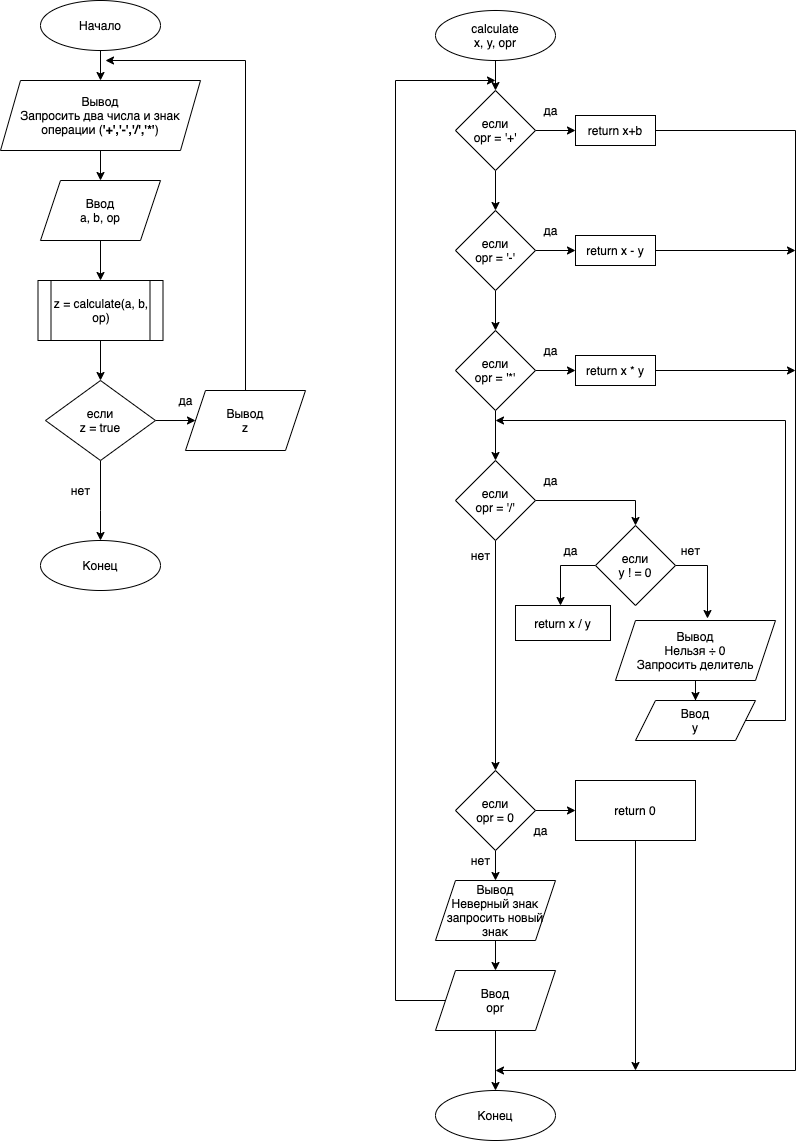 Начало
Вывод
Запросить два числа и знак
операции ('+','-','/','*')
Ввод
a, b, op
z = calculate(a, b,
op)
если
z = true
да
Вывод
z
нет
Конец
calculate
x, y, opr
если
opr = '+'
да
return x+b
если
opr = '-'
да
return x - y
если
opr = '*'
да
return x * y
если
opr = '/'
да
нет
если
y ! = 0
да
нет
return x / y
Вывод
Нельзя ÷ 0
Запросить делитель
Ввод
y
если
opr = 0
да
return 0
нет
Вывод
Неверный знак
запросить новый
знак
Ввод
opr
Конец